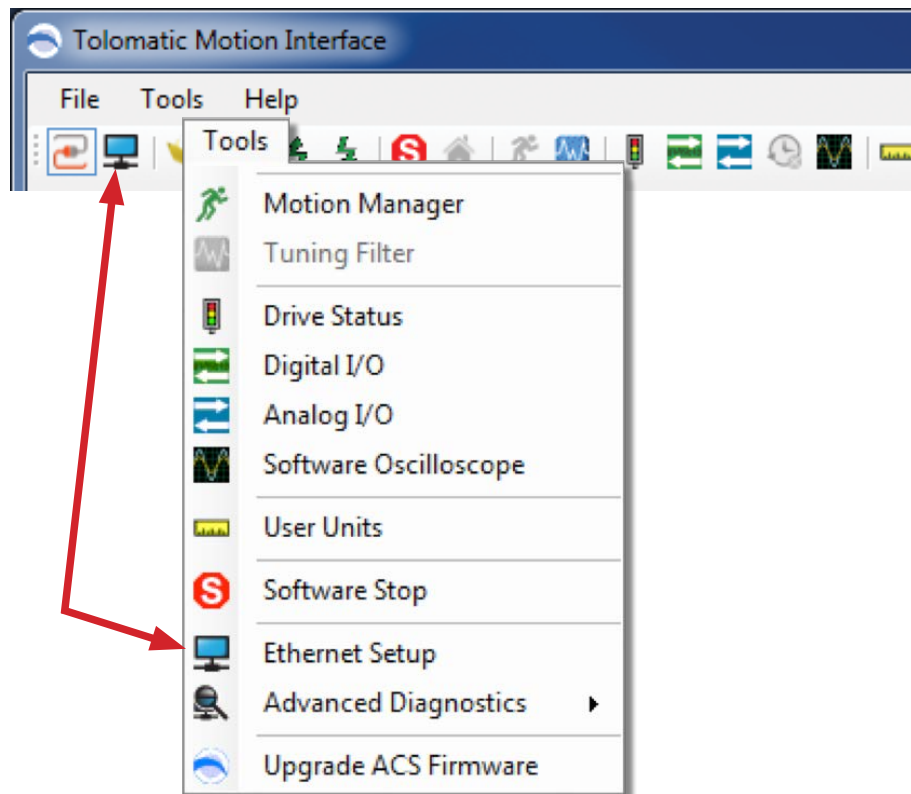 Tolomatic Motion Interface
File Tools Help
Tools
Motion Manager
Tuning Filter
Drive Status
Digital I/O
Analog I/O
Software Oscilloscope
User Units
S Software Stop
Ethernet Setup
Advanced Diagnostics
Upgrade ACS Firmware